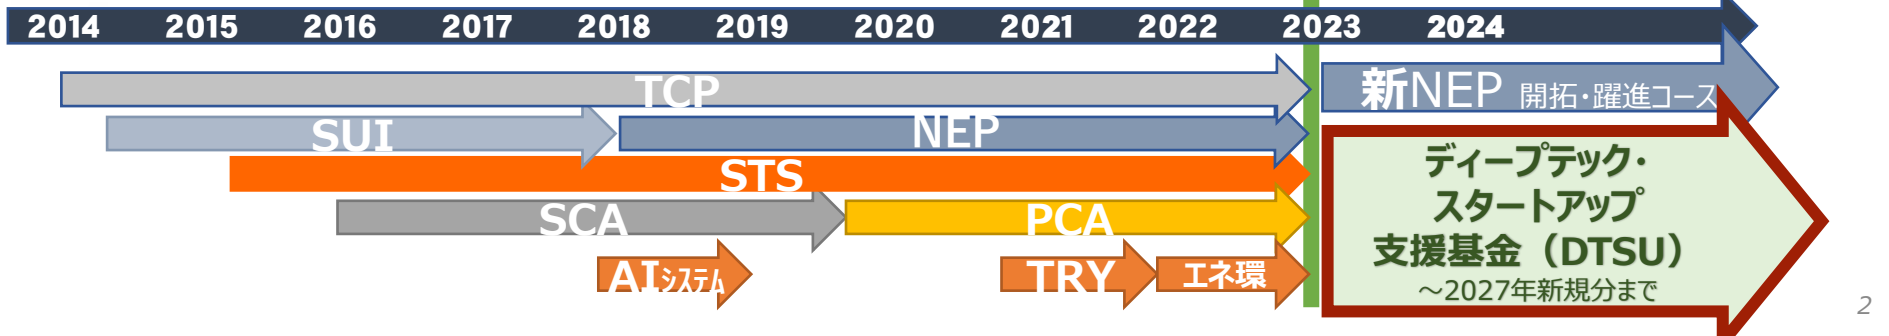 2014 2015 2016 2017 2018 2019 2020 2021 2022 2023 2024
TCP
新NEP 開拓・躍進コース
SUI
NEP
STS
SCA
PCA
AIシステム
TRY
エネ環
ディープテック・
スタートアップ
支援基金（DTSU）
～2027年新規分まで
2